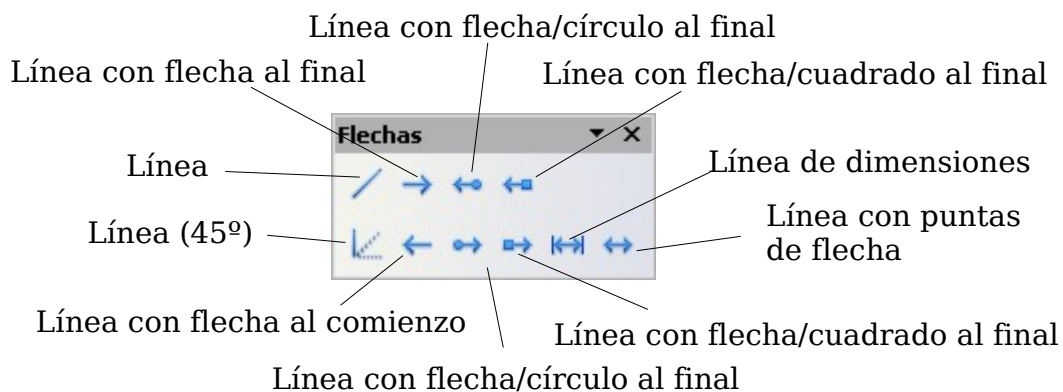 Línea con flecha/círculo al final
Línea con flecha al final
Línea con flecha/cuadrado al final
Flechas
Línea
Línea de dimensiones
Línea (45º)
Línea con puntas
de flecha
Línea con flecha al comienzo
Línea con flecha/cuadrado al final
Línea con flecha/círculo al final